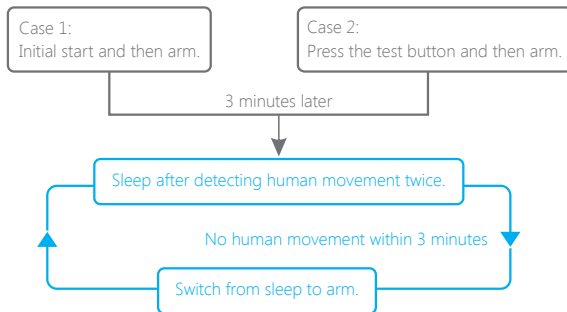 Case 1:
Initial start and then arm.
Case 2:
Press the test button and then arm.
3 minutes later
Sleep after detecting human movement twice.
No human movement within 3 minutes
Switch from sleep to arm.